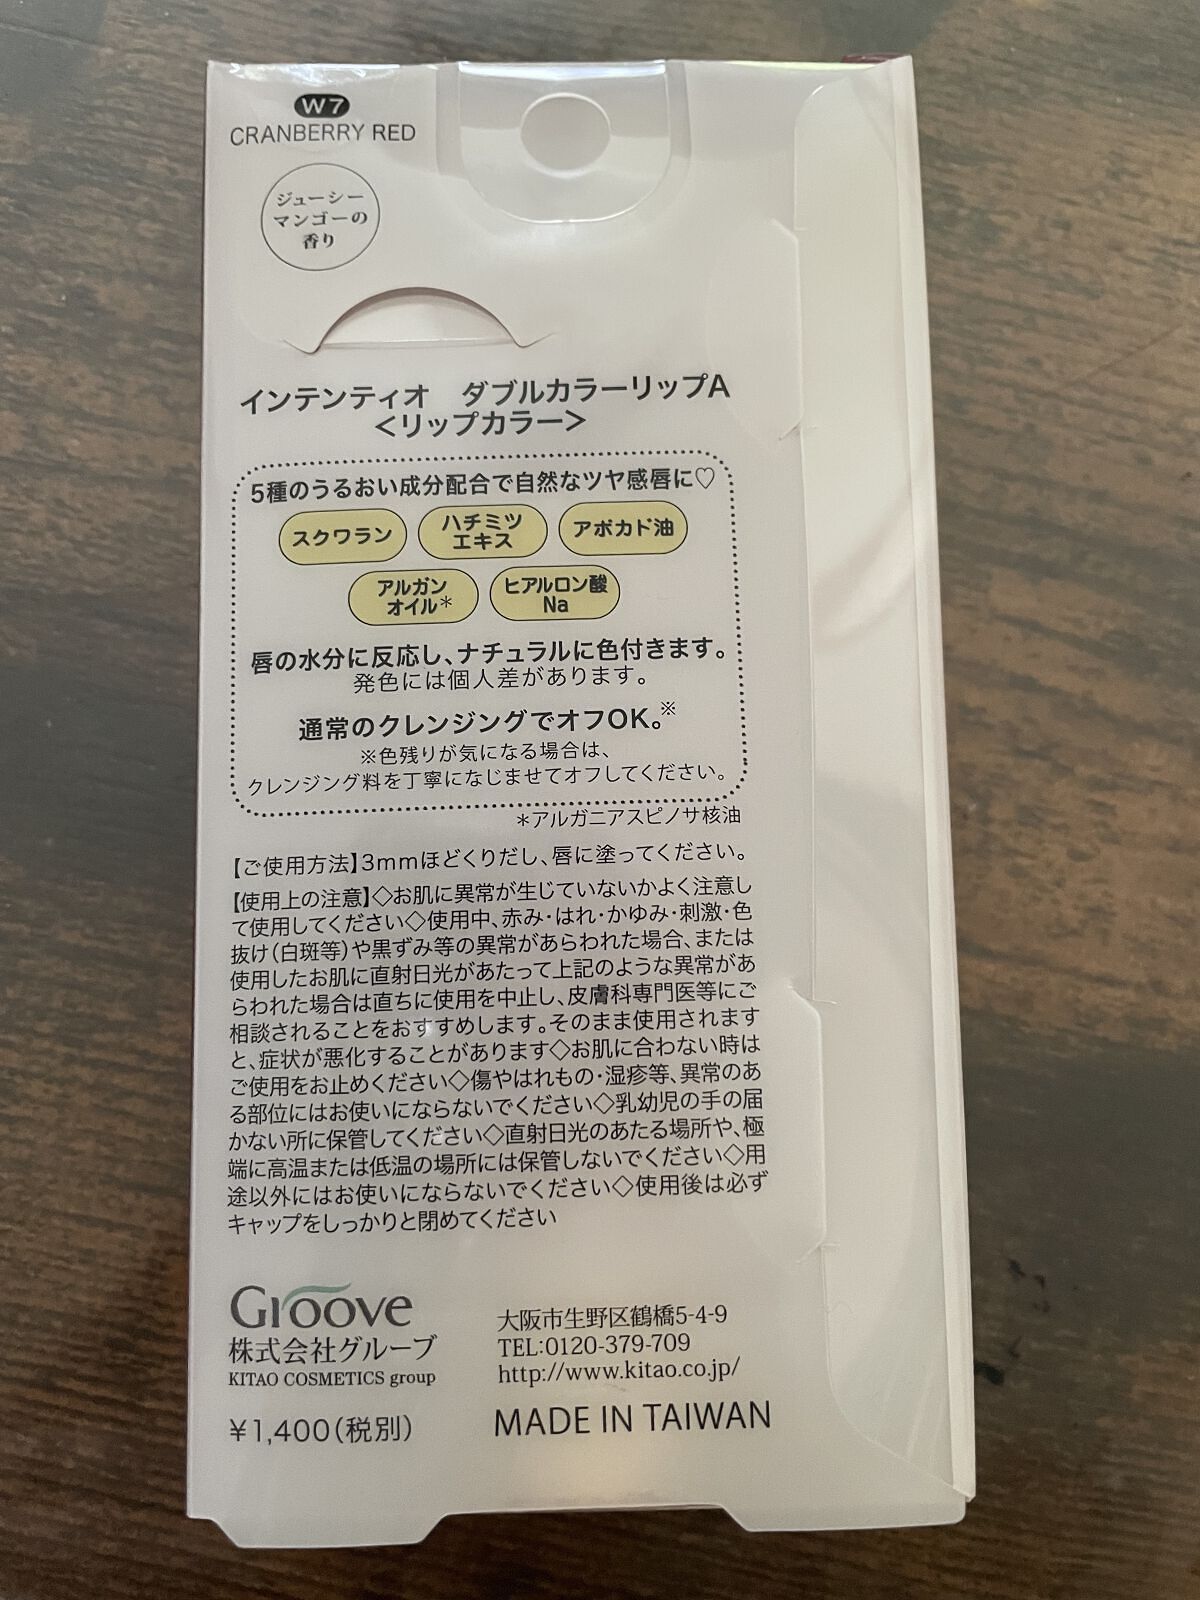 W7
CRANBERRY RED
ジューシー
マンゴーの
香り
インテンティオ　ダブルカラーリップA
<リップカラー>
5種のうるおい成分配合で自然なツヤ感唇に♡
スクワラン
ハチミツ
エキス
アボカド油
アルガン
オイル*
ヒアルロン酸
Na
唇の水分に反応し、ナチュラルに色付きます。
発色には個人差があります。
通常のクレンジングでオフOK。※
※色残りが気になる場合は、
クレンジング料を丁寧になじませてオフしてください。
*アルガニアスピノサ核油
【ご使用方法】3mmほどくりだし、唇に塗ってください。
【使用上の注意】◇お肌に異常が生じていないかよく注意し
て使用してください◇使用中、赤み・はれ・かゆみ・刺激・色
抜け(白斑等)や黒ずみ等の異常があらわれた場合、または
使用したお肌に直射日光があたって上記のような異常があ
らわれた場合は直ちに使用を中止し、皮膚科専門医等にご
相談されることをおすすめします。そのまま使用されます
と、症状が悪化することがあります◇お肌に合わない時は
ご使用をお止めください◇傷やはれもの・湿疹等、異常のあ
る部位にはお使いにならないでください◇乳幼児の手の届
かない所に保管してください◇直射日光のあたる場所や、極
端に高温または低温の場所には保管しないでください◇用
途以外にはお使いにならないでください◇使用後は必ず
キャップをしっかりと閉めてください
Groove
株式会社グルーブ
KITAO COSMETICS group
¥1,400(税別)
大阪市生野区鶴橋5-4-9
TEL:0120-379-709
http://www.kitao.co.jp/
MADE IN TAIWAN